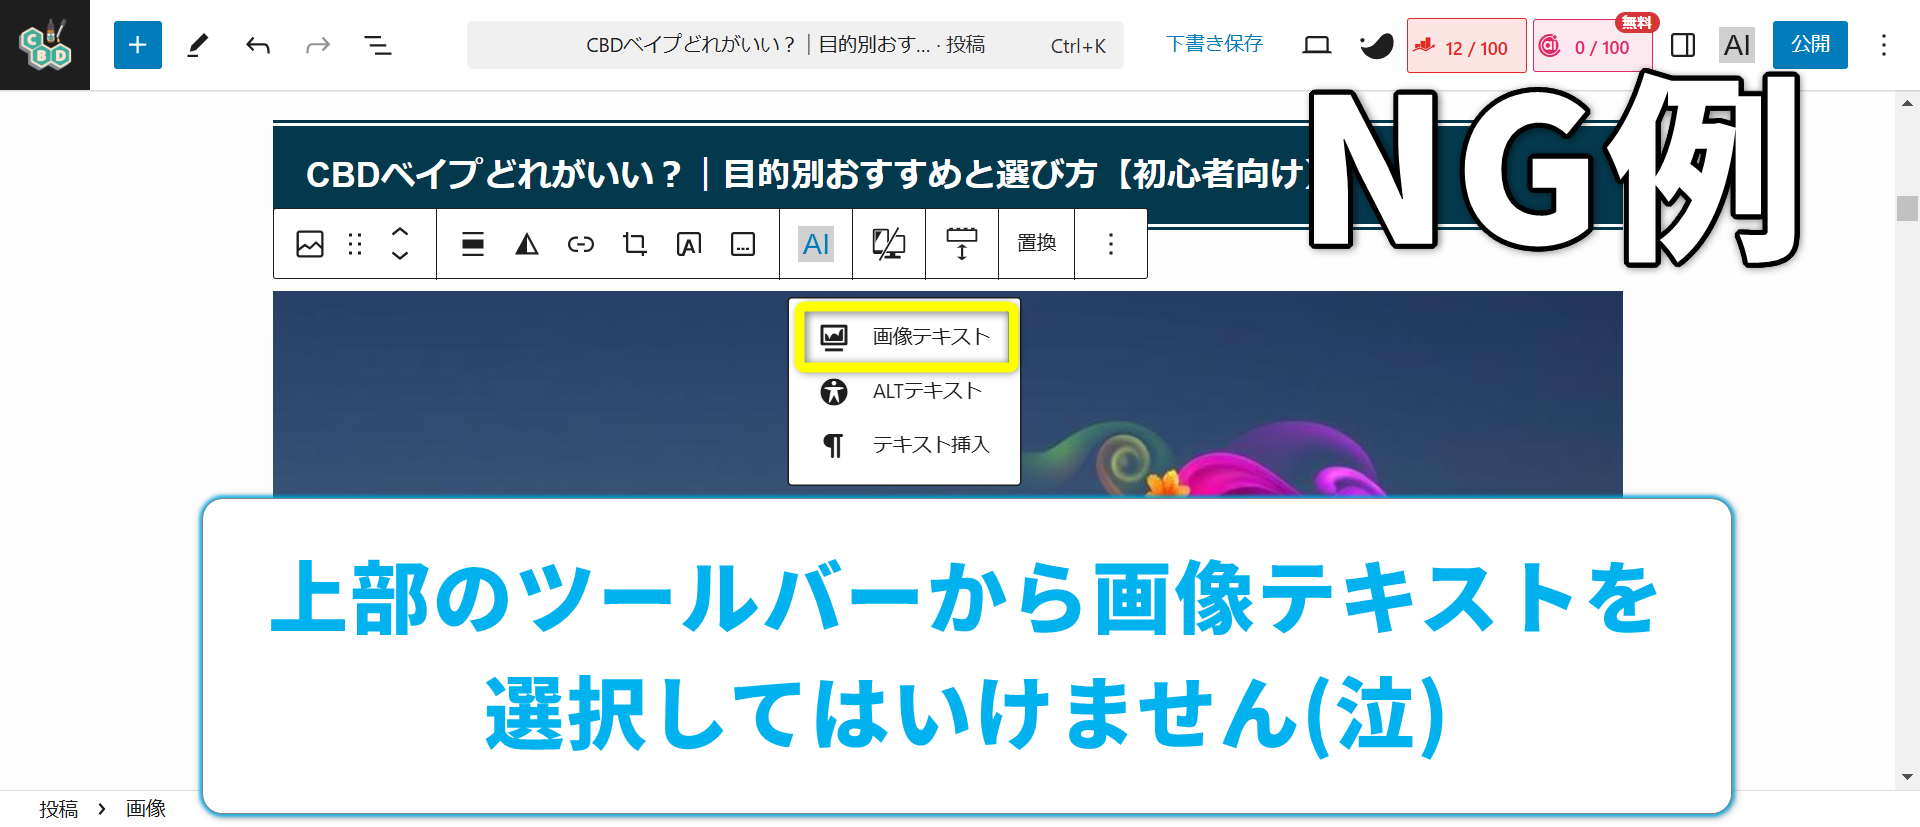 CBD
CBDベイプどれがいい？｜目的別おす... · 投稿
Ctrl+K
下書き保存
12 / 100
無料
0 / 100
AI
公開
NG例
CBDベイプどれがいい？｜目的別おすすめと選び方【初心者向け】
A
AI
置換
画像テキスト
ALTテキスト
テキスト挿入
上部のツールバーから画像テキストを
選択してはいけません(泣)
投稿 > 画像